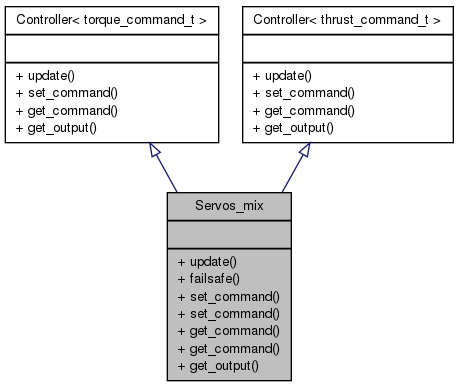 Controller< torque_command_t >
+ update()
+ set_command()
+ get_command()
+ get_output()
Controller< thrust_command_t >
+ update()
+ set_command()
+ get_command()
+ get_output()
Servos_mix
+ update()
+ failsafe()
+ set_command()
+ set_command()
+ get_command()
+ get_command()
+ get_output()